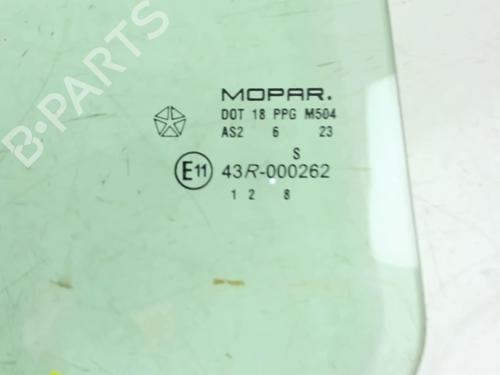 MOPAR.
DOT 18 PPG M504
AS2 6 23
S
E11 43R-000262
1 2 8
B-PARTS